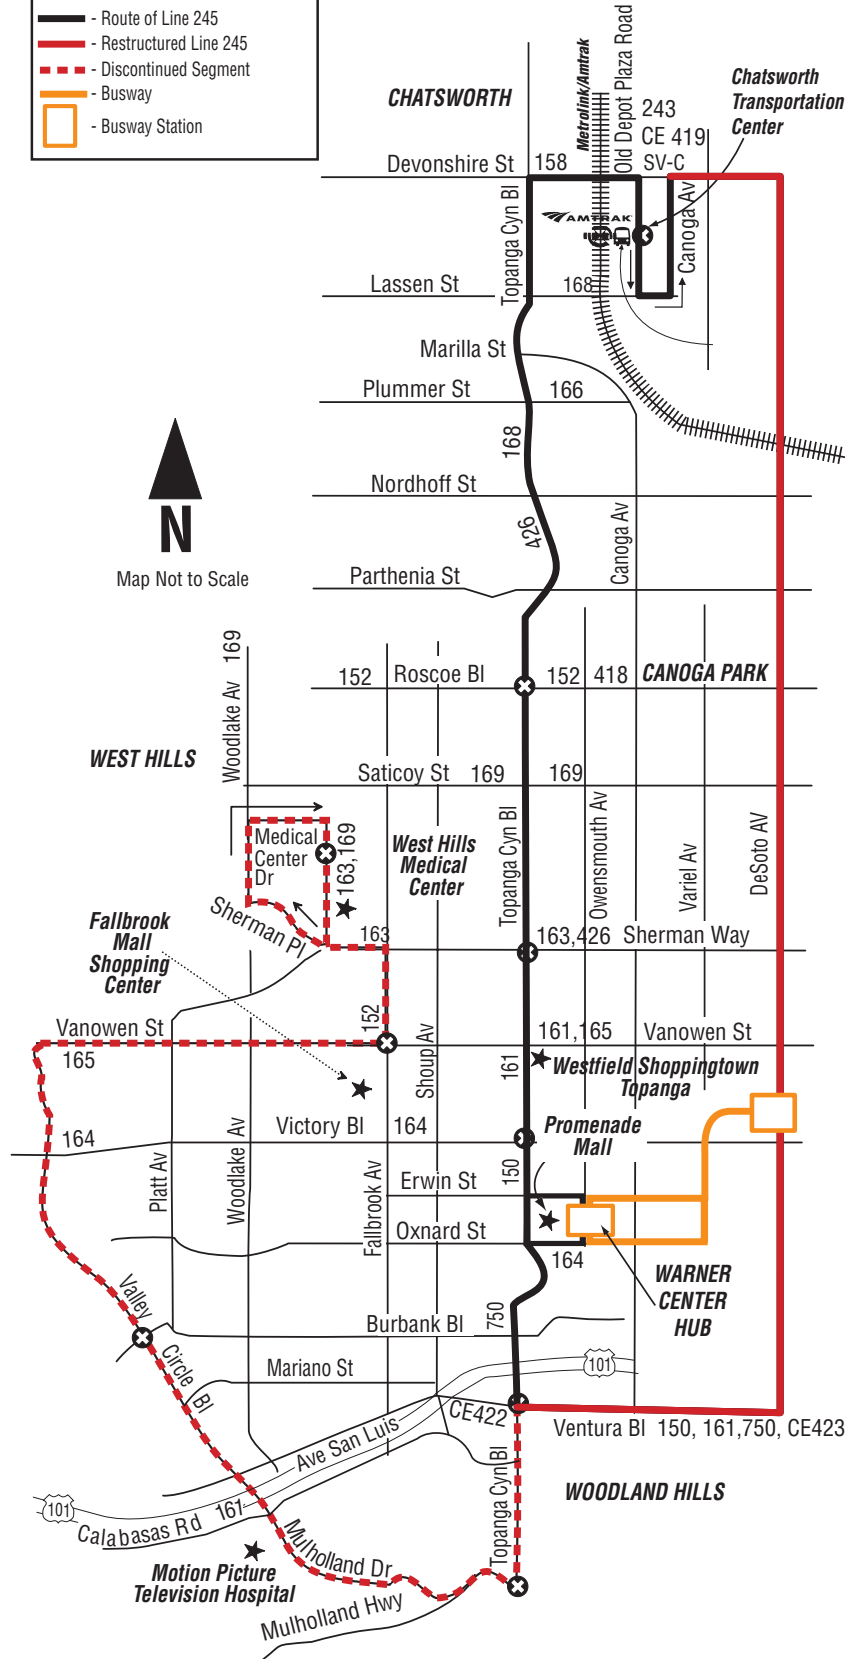 - Route of Line 245
- Restructured Line 245
- Discontinued Segment
- Busway
- Busway Station
CHATSWORTH
Metrolink/Amtrak
Old Depot Plaza Road
Chatsworth
Transportation
Center
243
CE 419
SV-C
Devonshire St
158
Topanga Cyn Bl
AMTRAK
Canoga Av
Lassen St
168
Marilla St
Plummer St
166
168
Nordhoff St
426
Canoga Av
N
Map Not to Scale
Parthenia St
169
Woodlake Av
152
Roscoe Bl
152
418
CANOGA PARK
WEST HILLS
Saticoy St
169
169
Topanga Cyn Bl
Owensmouth Av
Variel Av
DeSoto AV
Medical
Center
Dr
163,169
West Hills
Medical
Center
Sherman Pl
Fallbrook
Mall
Shopping
Center
163
163,426
Sherman Way
152
Vanowen St
165
Shoup Av
161,165
Vanowen St
161
Westfield Shoppingtown
Topanga
164
Victory Bl
164
Promenade
Mall
Platt Av
Woodlake Av
Fallbrook Av
150
Erwin St
Oxnard St
164
WARNER
CENTER
HUB
Valley
Circle Bl
750
Burbank Bl
Mariano St
101
CE422
Ventura Bl
150, 161,750, CE423
Ave San Luis
Topanga Cyn Bl
WOODLAND HILLS
101
Calabasas Rd
161
Mulholland Dr
Motion Picture
Television Hospital
Mulholland Hwy